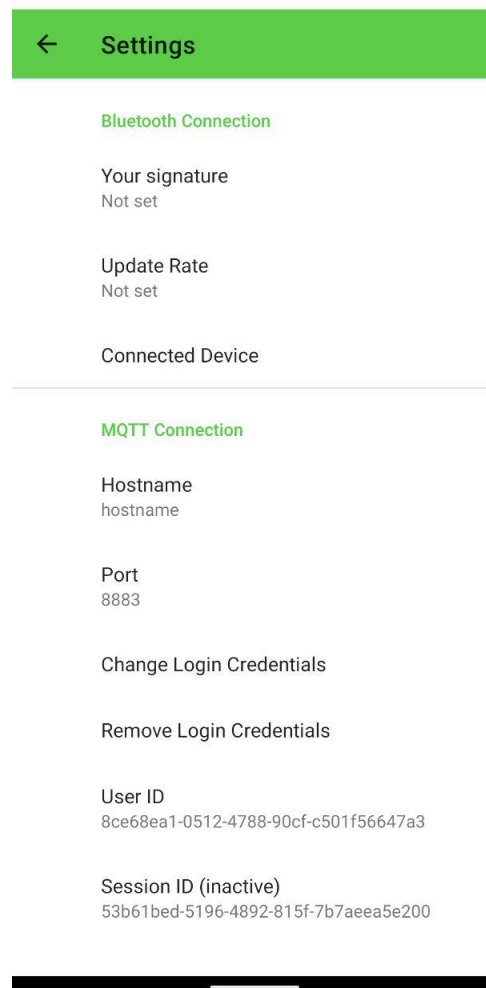 Settings
Bluetooth Connection
Your signature
Not set
Update Rate
Not set
Connected Device
MQTT Connection
Hostname
hostname
Port
8883
Change Login Credentials
Remove Login Credentials
User ID
8ce68ea1-0512-4788-90cf-c501f56647a3
Session ID (inactive)
53b61bed-5196-4892-815f-7b7aeea5e200